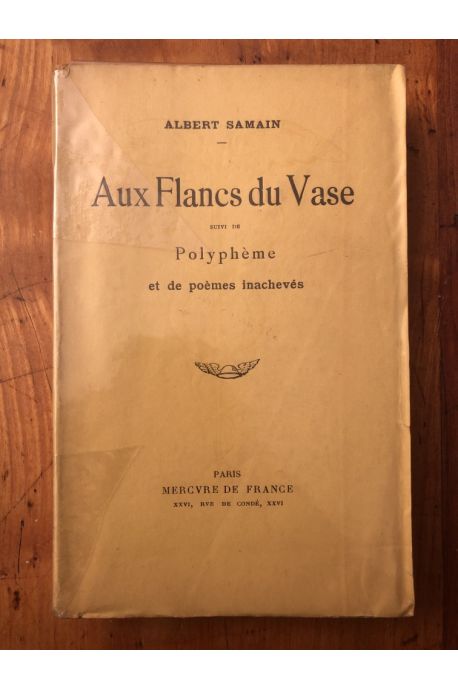 ALBERT SAMAIN
Aux Flancs du Vase
SUIVI DE
Polyphème
et de poèmes inachevés
PARIS
MERCVRE DE FRANCE
XXVI, RVE DE CONDÉ, XXVI